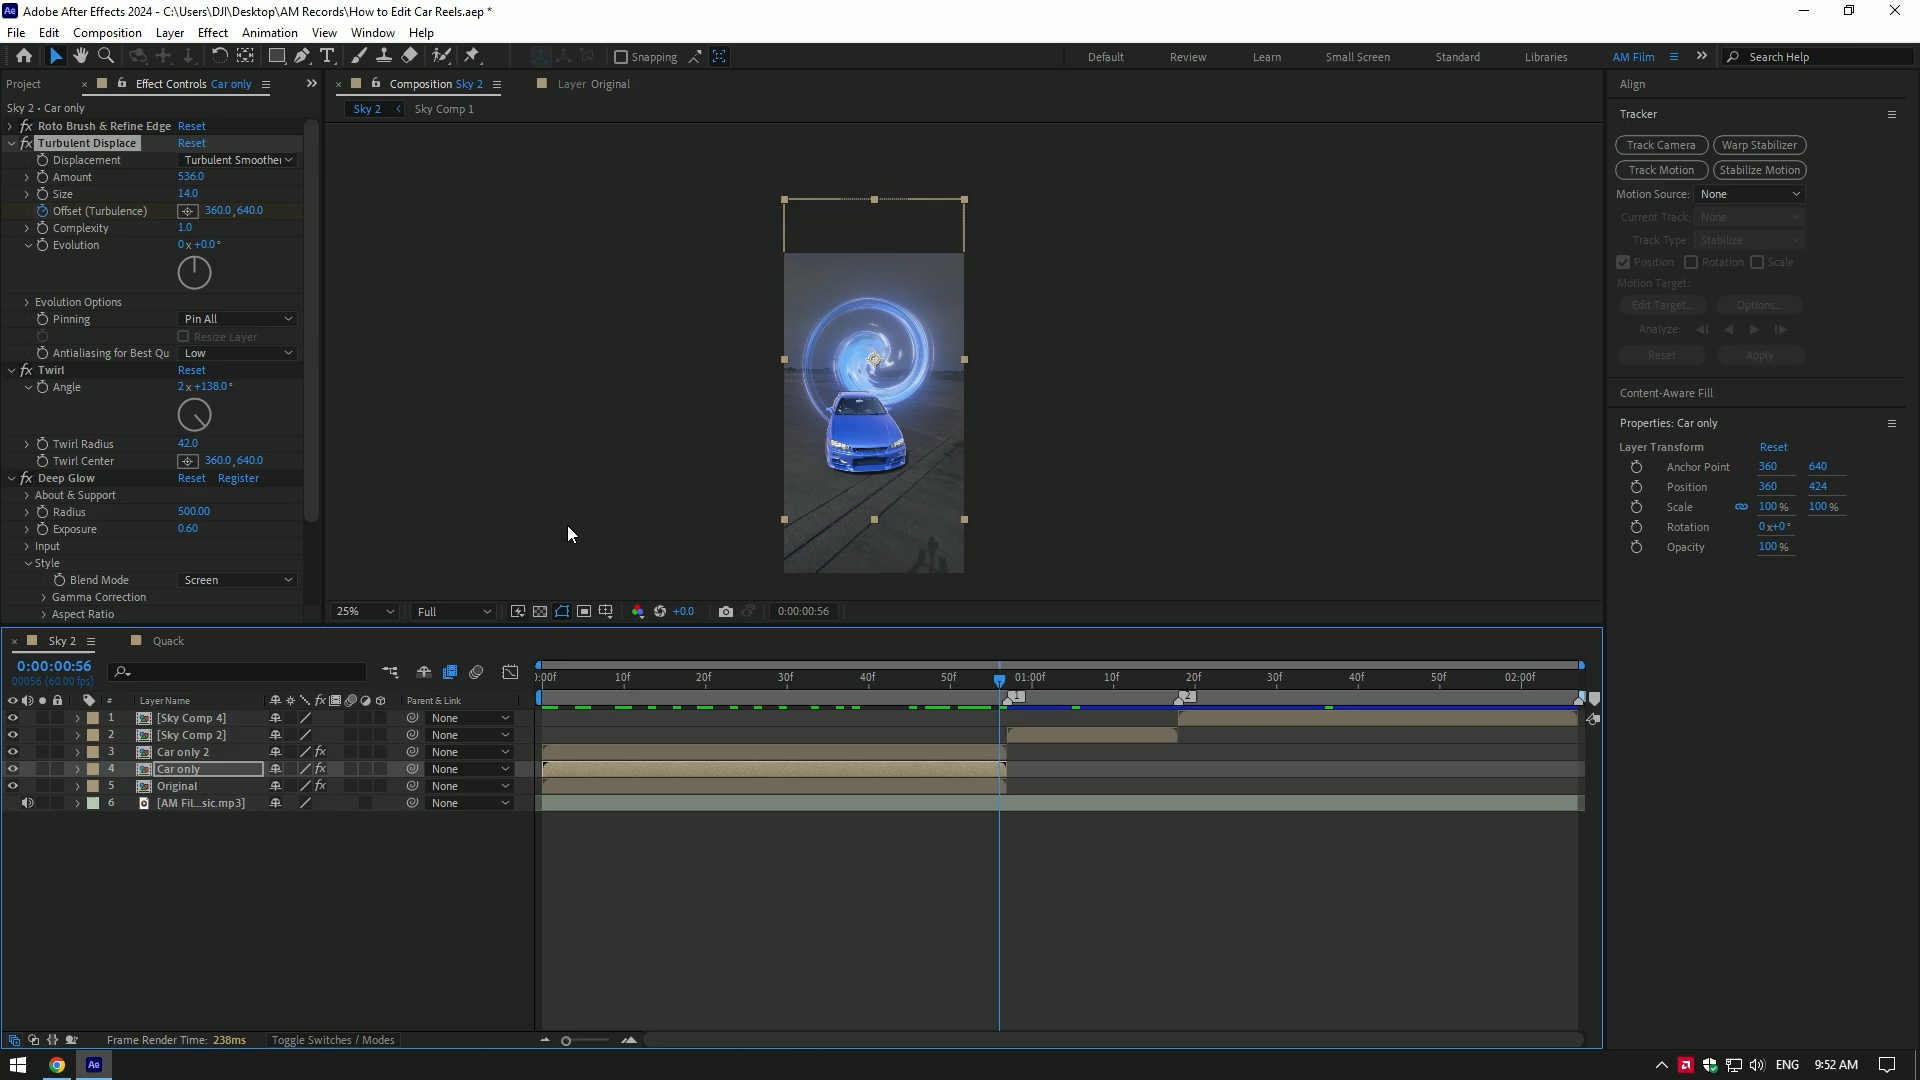 Adobe After Effects 2024 - C:\Users\DJI\Desktop\AM Records\How to Edit Car Reels.aep *
File Edit Composition Layer Effect Animation View Window Help
Snapping
Default Review Learn Small Screen Standard Libraries AM Film Search Help
Project Effect Controls Car only Composition Sky 2 Layer Original Align
Sky 2 • Car only
Sky 2 Sky Comp 1
Roto Brush & Refine Edge Reset
Turbulent Displace Reset
Displacement Turbulent Smoother
Amount 536.0
Size 14.0
Offset (Turbulence) 360.0,640.0
Complexity 1.0
Evolution 0x+0.0°
Evolution Options
Pinning Pin All
Resize Layer
Antialiasing for Best Qu Low
Twirl Reset
Angle 2x+138.0°
Twirl Radius 42.0
Twirl Center 360.0,640.0
Deep Glow Reset Register
About & Support
Radius 500.00
Exposure 0.60
Input
Style
Blend Mode Screen
Gamma Correction
Aspect Ratio
25% Full +0.0 0:00:00:56
Tracker
Track Camera Warp Stabilizer
Track Motion Stabilize Motion
Motion Source: None
Current Track: None
Track Type: Stabilize
Position Rotation Scale
Motion Target:
Edit Target... Options...
Analyze:
Reset Apply
Content-Aware Fill
Properties: Car only
Layer Transform Reset
Anchor Point 360 640
Position 360 424
Scale 100% 100%
Rotation 0x+0°
Opacity 100%
Sky 2 Quack
0:00:00:56
00056 (60.00 fps)
# Layer Name Parent & Link
):00f 10f 20f 30f 40f 50f 01:00f 10f 20f 30f 40f 50f 02:00f
1 2
1 [Sky Comp 4] None
2 [Sky Comp 2] None
3 Car only 2 None
4 Car only None
5 Original None
6 [AM Fil...sic.mp3] None
Frame Render Time: 238ms Toggle Switches / Modes
ENG 9:52 AM